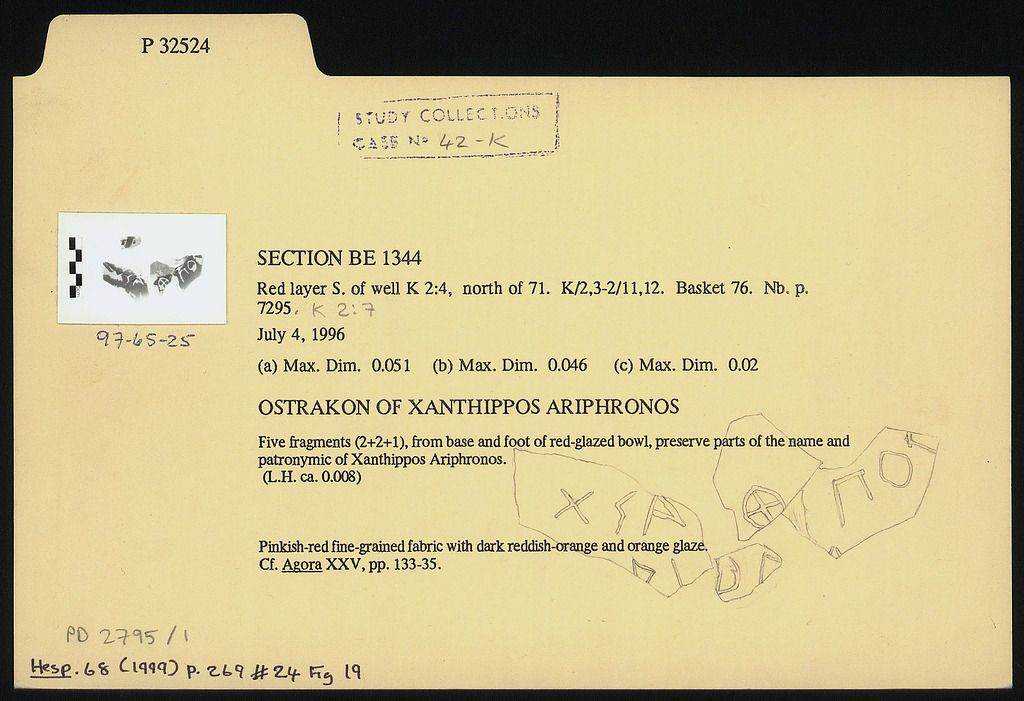 P 32524
STUDY COLLECTIONS
CASE No 42-K
SECTION BE 1344
Red layer S. of well K 2:4, north of 71. K/2,3-2/11,12. Basket 76. Nb. p.
7295. K 2:7
97-65-25
July 4, 1996
(a) Max. Dim. 0.051 (b) Max. Dim. 0.046 (c) Max. Dim. 0.02
OSTRAKON OF XANTHIPPOS ARIPHRONOS
Five fragments (2+2+1), from base and foot of red-glazed bowl, preserve parts of the name and
patronymic of Xanthippos Ariphronos.
(L.H. ca. 0.008)
Pinkish-red fine-grained fabric with dark reddish-orange and orange glaze.
Cf. Agora XXV, pp. 133-35.
PD 2795/1
Hesp. 68 (1999) p. 269 #24 Fig 19